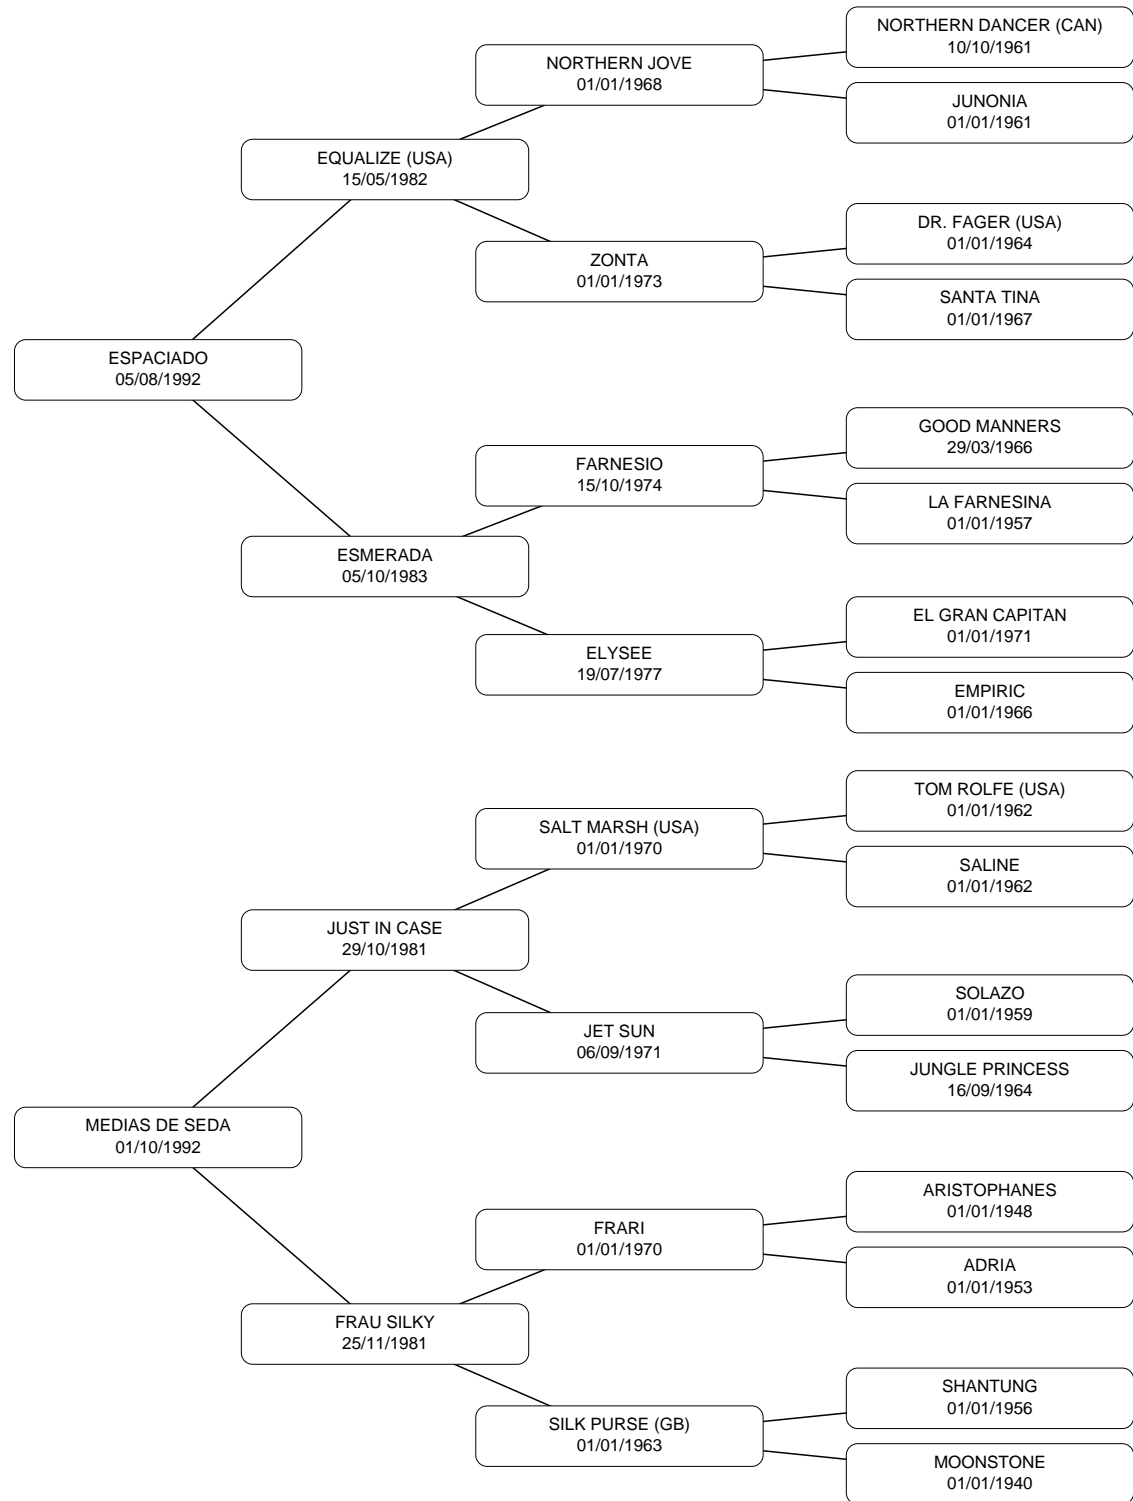 NORTHERN DANCER (CAN)
10/10/1961
NORTHERN JOVE
01/01/1968
JUNONIA
01/01/1961
EQUALIZE (USA)
15/05/1982
DR. FAGER (USA)
01/01/1964
ZONTA
01/01/1973
SANTA TINA
01/01/1967
ESPACIADO
05/08/1992
GOOD MANNERS
29/03/1966
FARNESIO
15/10/1974
LA FARNESINA
01/01/1957
ESMERADA
05/10/1983
EL GRAN CAPITAN
01/01/1971
ELYSEE
19/07/1977
EMPIRIC
01/01/1966
TOM ROLFE (USA)
01/01/1962
SALT MARSH (USA)
01/01/1970
SALINE
01/01/1962
JUST IN CASE
29/10/1981
SOLAZO
01/01/1959
JET SUN
06/09/1971
JUNGLE PRINCESS
16/09/1964
MEDIAS DE SEDA
01/10/1992
ARISTOPHANES
01/01/1948
FRARI
01/01/1970
ADRIA
01/01/1953
FRAU SILKY
25/11/1981
SHANTUNG
01/01/1956
SILK PURSE (GB)
01/01/1963
MOONSTONE
01/01/1940